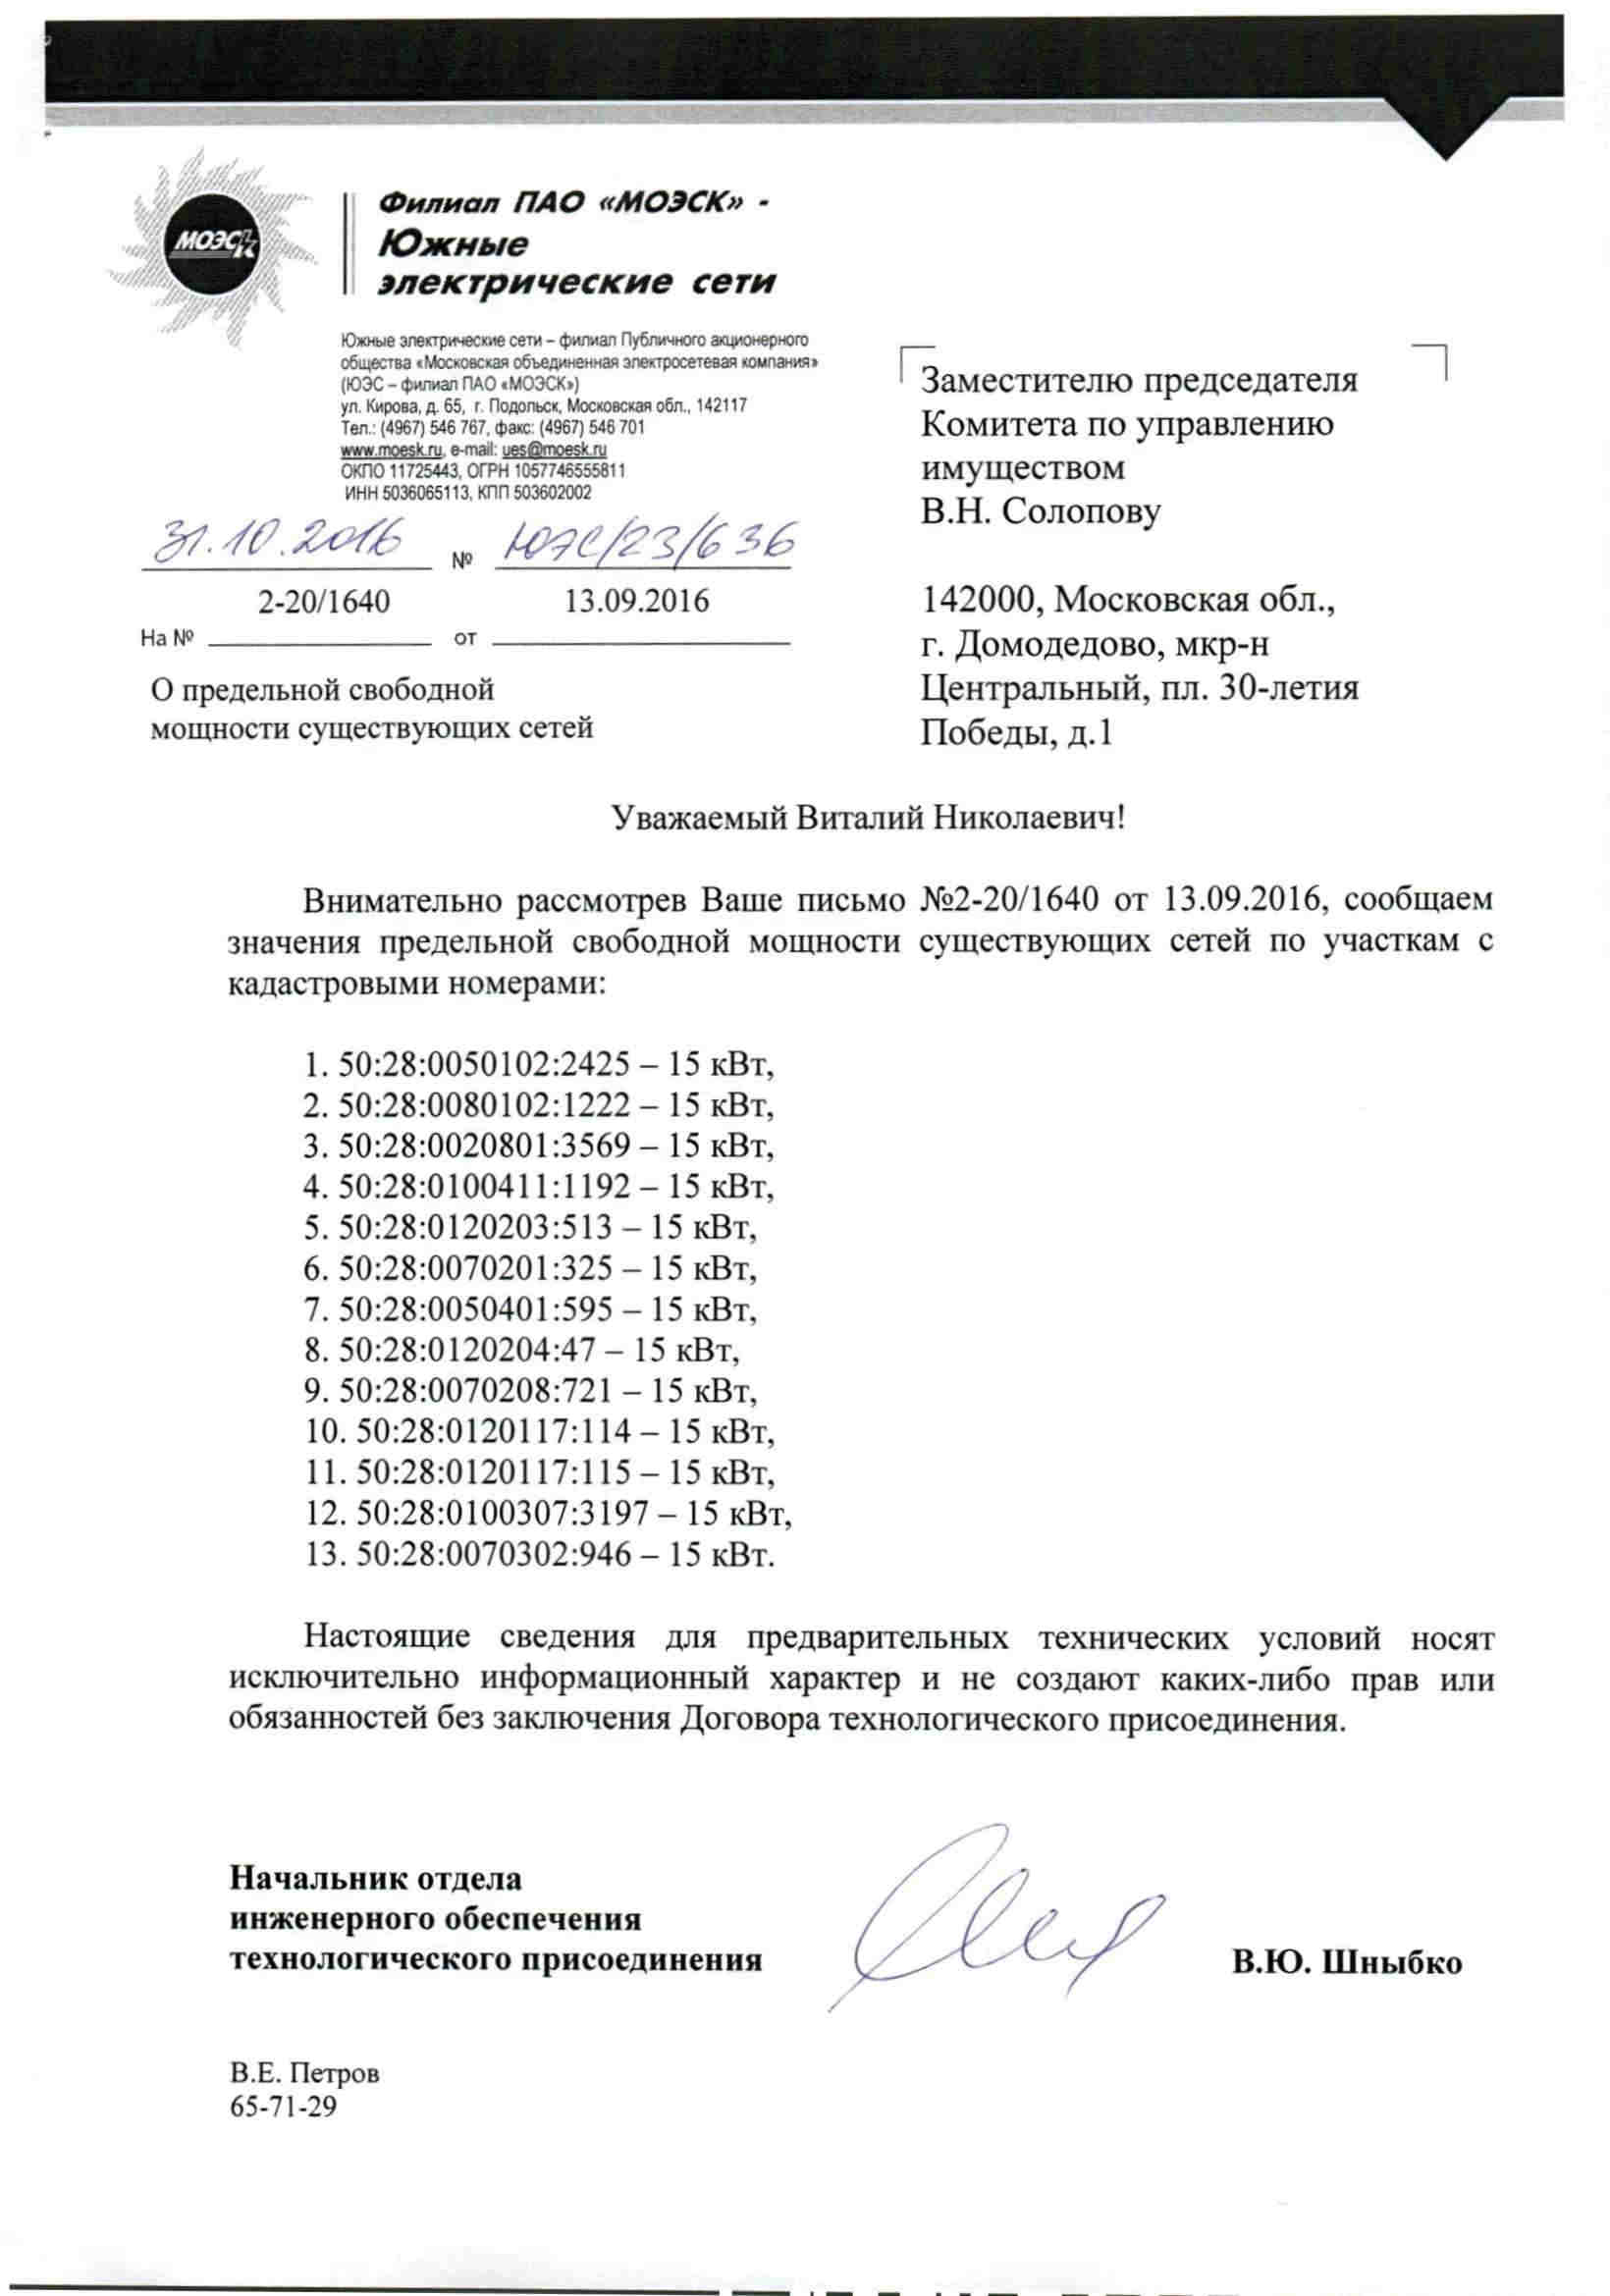 МОЭСК
Филиал ПАО «МОЭСК» -
Южные
электрические сети
Южные электрические сети – филиал Публичного акционерного
общества «Московская объединенная электросетевая компания»
(ЮЭС – филиал ПАО «МОЭСК»)
ул. Кирова, д. 65, г. Подольск, Московская обл., 142117
Тел.: (4967) 546 767, факс: (4967) 546 701
www.moesk.ru, e-mail: ues@moesk.ru
ОКПО 11725443, ОГРН 1057746555811
ИНН 5036065113, КПП 503602002
31.10.2016 № ЮЭС/23/636
2-20/1640 13.09.2016
На № от
О предельной свободной
мощности существующих сетей
Заместителю председателя
Комитета по управлению
имуществом
В.Н. Солопову
142000, Московская обл.,
г. Домодедово, мкр-н
Центральный, пл. 30-летия
Победы, д.1
Уважаемый Виталий Николаевич!
Внимательно рассмотрев Ваше письмо №2-20/1640 от 13.09.2016, сообщаем
значения предельной свободной мощности существующих сетей по участкам с
кадастровыми номерами:
1. 50:28:0050102:2425 – 15 кВт,
2. 50:28:0080102:1222 – 15 кВт,
3. 50:28:0020801:3569 – 15 кВт,
4. 50:28:0100411:1192 – 15 кВт,
5. 50:28:0120203:513 – 15 кВт,
6. 50:28:0070201:325 – 15 кВт,
7. 50:28:0050401:595 – 15 кВт,
8. 50:28:0120204:47 – 15 кВт,
9. 50:28:0070208:721 – 15 кВт,
10. 50:28:0120117:114 – 15 кВт,
11. 50:28:0120117:115 – 15 кВт,
12. 50:28:0100307:3197 – 15 кВт,
13. 50:28:0070302:946 – 15 кВт.
Настоящие сведения для предварительных технических условий носят
исключительно информационный характер и не создают каких-либо прав или
обязанностей без заключения Договора технологического присоединения.
Начальник отдела
инженерного обеспечения
технологического присоединения
В.Ю. Шныбко
В.Е. Петров
65-71-29